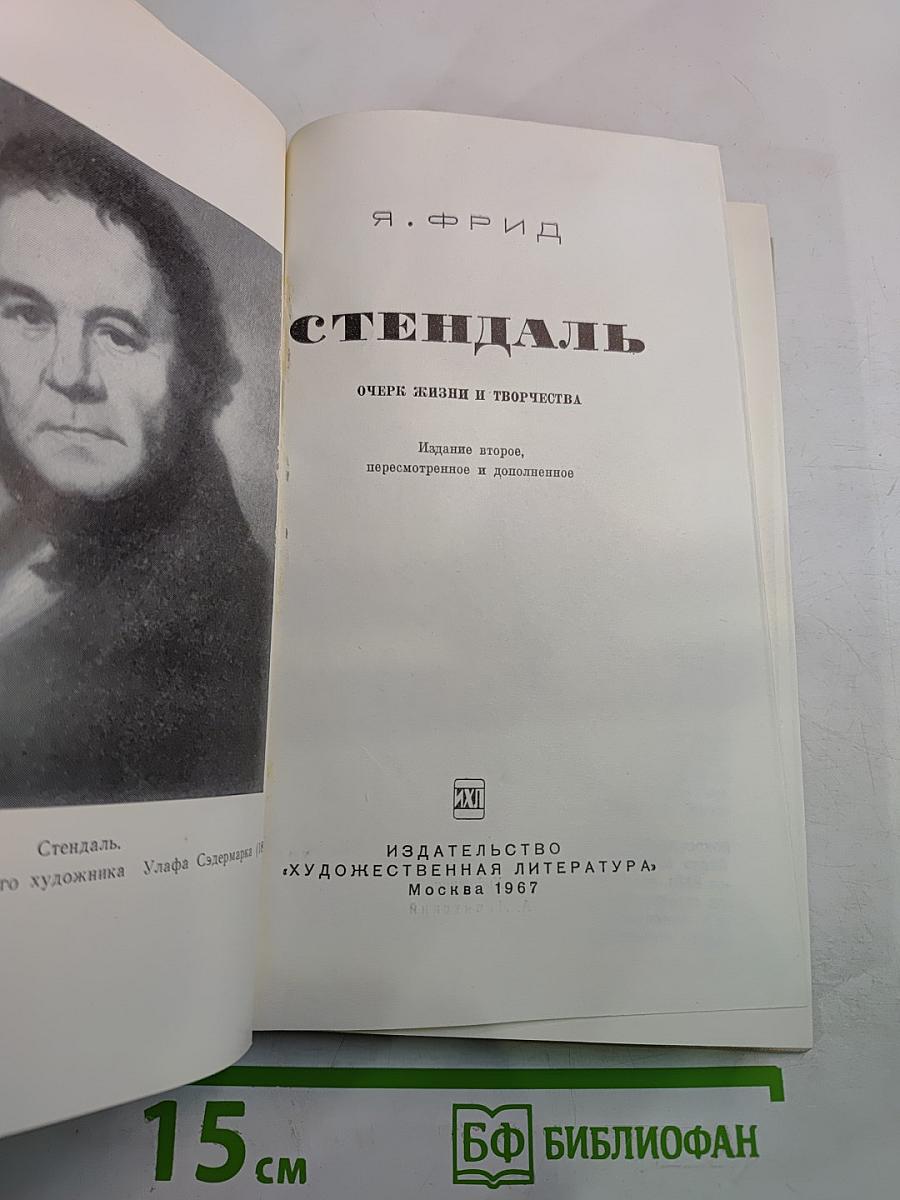 Стендаль.
го художника Улафа Сэдермарка (18
Я. ФРИД
СТЕНДАЛЬ
ОЧЕРК ЖИЗНИ И ТВОРЧЕСТВА
Издание второе,
пересмотренное и дополненное
ИХЛ
ИЗДАТЕЛЬСТВО
«ХУДОЖЕСТВЕННАЯ ЛИТЕРАТУРА»
Москва 1967
15 см
БФ БИБЛИОФАН